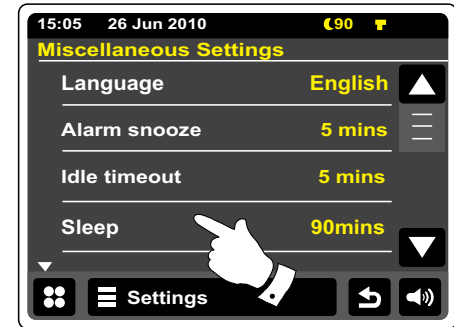 15:05 26 Jun 2010 90
Miscellaneous Settings
Language English
Alarm snooze 5 mins
Idle timeout 5 mins
Sleep 90mins
Settings